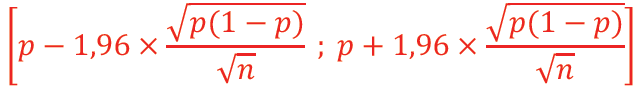 [p − 1,96 × √(p(1 − p)) / √n ; p + 1,96 × √(p(1 − p)) / √n]